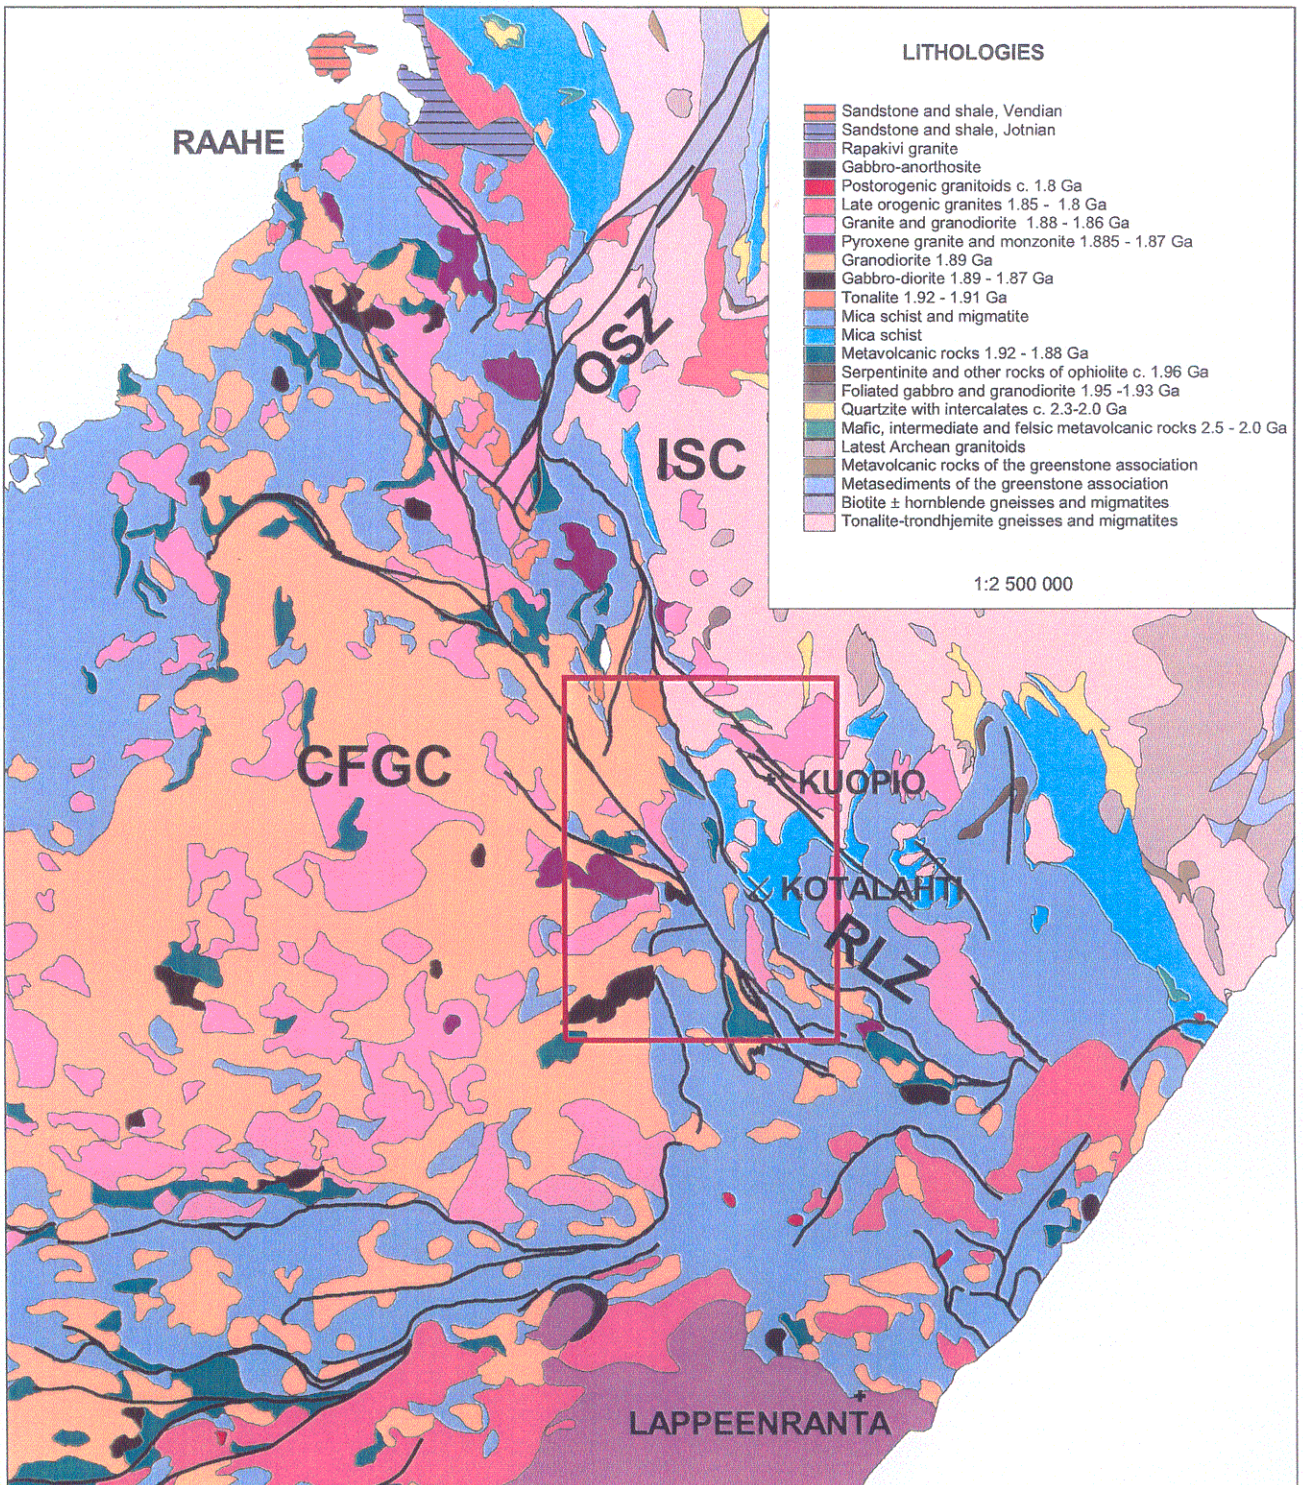 LITHOLOGIES
Sandstone and shale, Vendian
Sandstone and shale, Jotnian
Rapakivi granite
Gabbro-anorthosite
Postorogenic granitoids c. 1.8 Ga
Late orogenic granites 1.85 - 1.8 Ga
Granite and granodiorite 1.88 - 1.86 Ga
Pyroxene granite and monzonite 1.885 - 1.87 Ga
Granodiorite 1.89 Ga
Gabbro-diorite 1.89 - 1.87 Ga
Tonalite 1.92 - 1.91 Ga
Mica schist and migmatite
Mica schist
Metavolcanic rocks 1.92 - 1.88 Ga
Serpentinite and other rocks of ophiolite c. 1.96 Ga
Foliated gabbro and granodiorite 1.95 -1.93 Ga
Quartzite with intercalates c. 2.3-2.0 Ga
Mafic, intermediate and felsic metavolcanic rocks 2.5 - 2.0 Ga
Latest Archean granitoids
Metavolcanic rocks of the greenstone association
Metasediments of the greenstone association
Biotite ± hornblende gneisses and migmatites
Tonalite-trondhjemite gneisses and migmatites
1:2 500 000
RAAHE
OSZ
ISC
CFGC
KUOPIO
KOTALAHTI
RLZ
LAPPEENRANTA